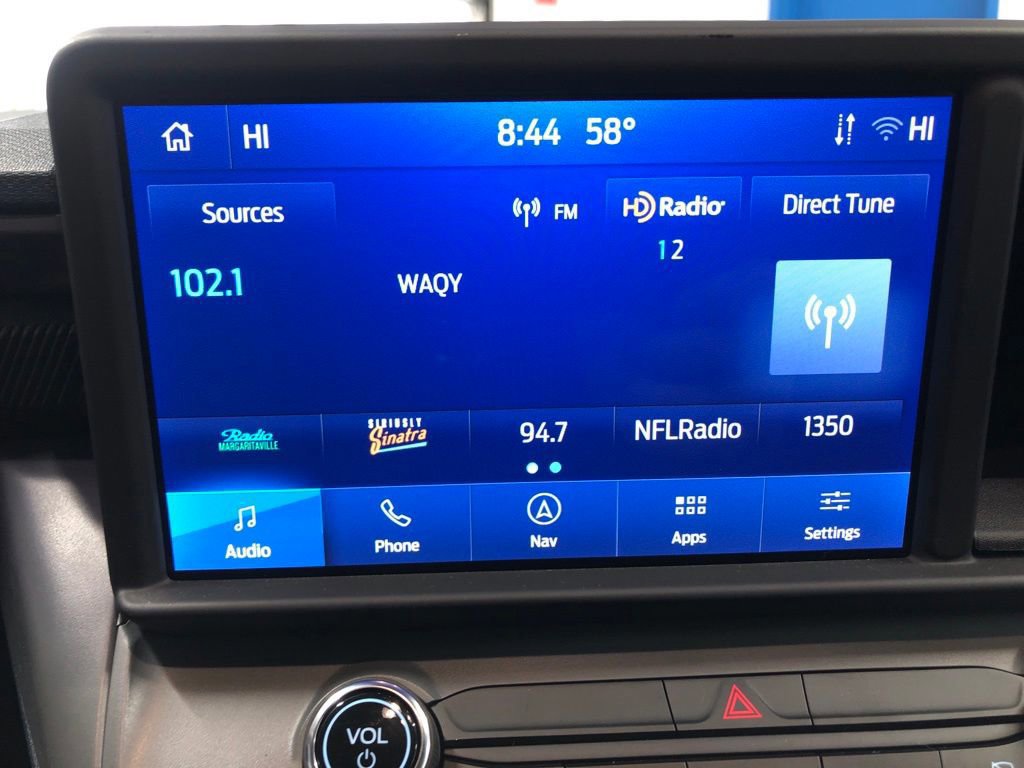 HI 8:44 58° HI
Sources FM HD Radio Direct Tune
1 2
102.1 WAQY
Radio MARGARITAVILLE
SIRIUSLY Sinatra
94.7 NFLRadio 1350
Audio Phone Nav Apps Settings
VOL